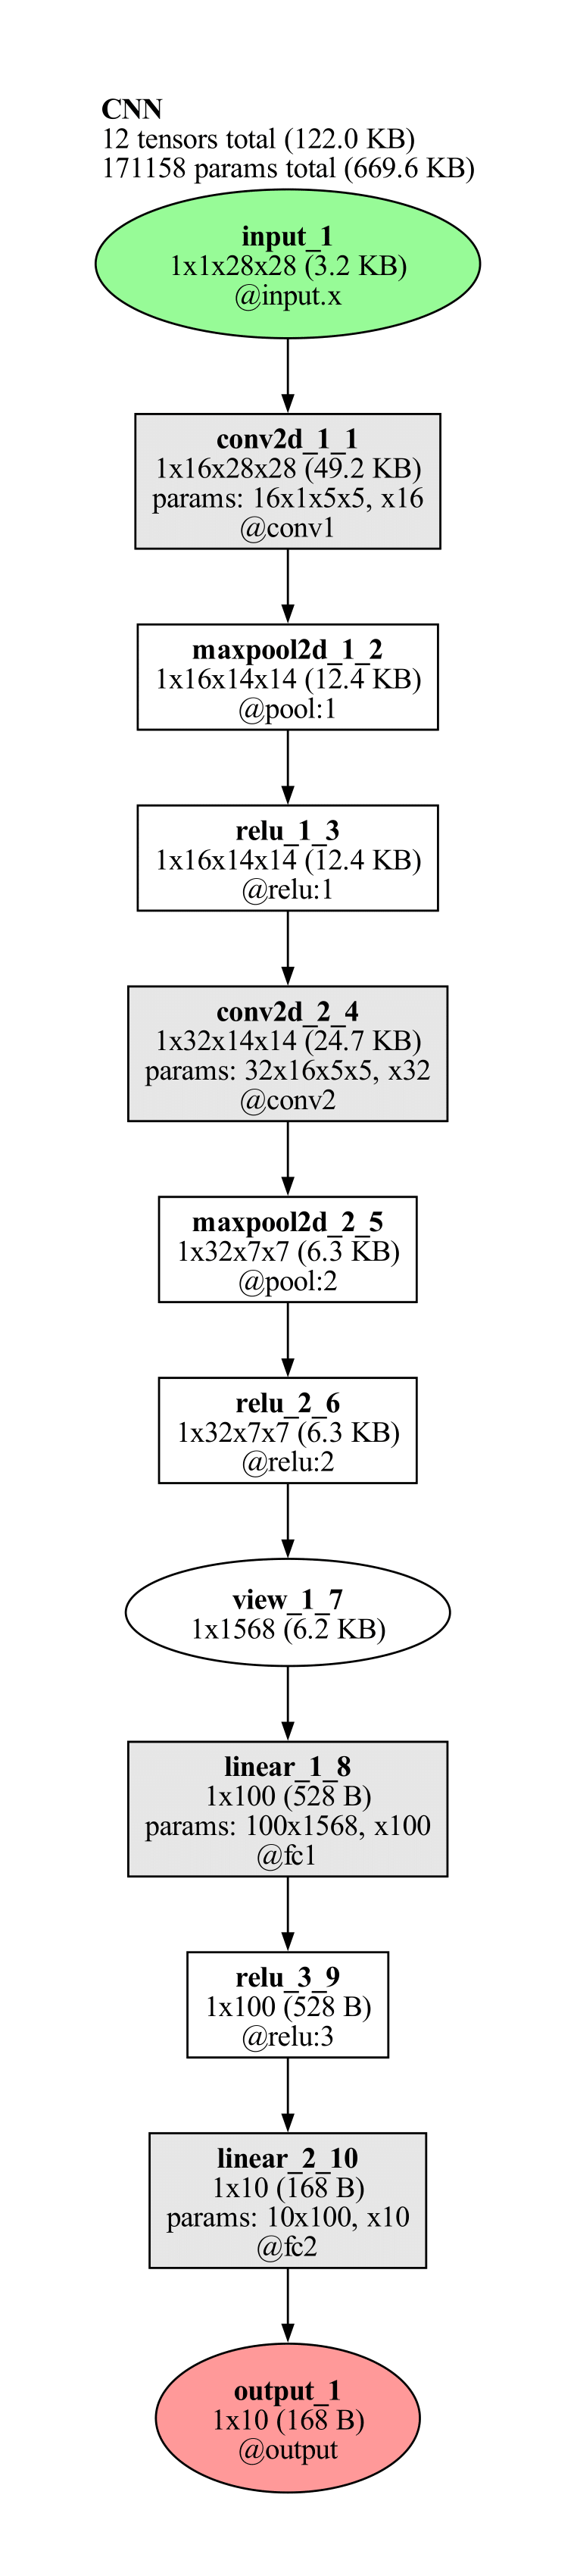 CNN
12 tensors total (122.0 KB)
171158 params total (669.6 KB)
input_1
1x1x28x28 (3.2 KB)
@input.x
conv2d_1_1
1x16x28x28 (49.2 KB)
params: 16x1x5x5, x16
@conv1
maxpool2d_1_2
1x16x14x14 (12.4 KB)
@pool:1
relu_1_3
1x16x14x14 (12.4 KB)
@relu:1
conv2d_2_4
1x32x14x14 (24.7 KB)
params: 32x16x5x5, x32
@conv2
maxpool2d_2_5
1x32x7x7 (6.3 KB)
@pool:2
relu_2_6
1x32x7x7 (6.3 KB)
@relu:2
view_1_7
1x1568 (6.2 KB)
linear_1_8
1x100 (528 B)
params: 100x1568, x100
@fc1
relu_3_9
1x100 (528 B)
@relu:3
linear_2_10
1x10 (168 B)
params: 10x100, x10
@fc2
output_1
1x10 (168 B)
@output